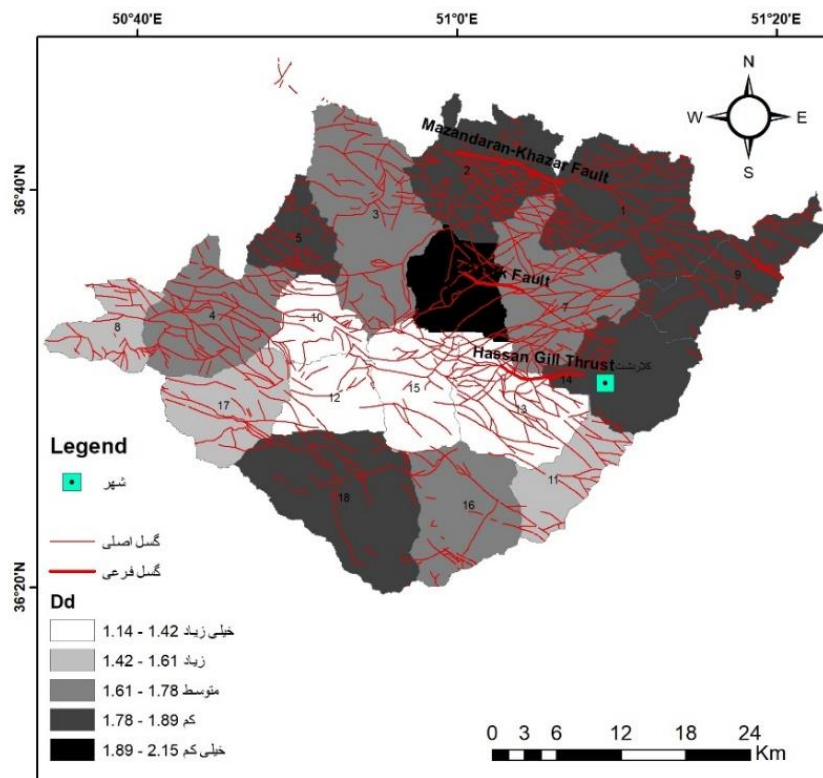 50°40'E 51°0'E 51°20'E
N
W E
S
36°40'N
36°20'N
Mazandaran-Khazar Fault
2
1
3
5
9
k Fault
7
4
8
10
Hassan Gill Thrust
کلاردشت
14
12
15
13
17
11
18
16
Legend
شهر
گسل اصلی
گسل فرعی
Dd
1.14 - 1.42 خیلی زیاد
1.42 - 1.61 زیاد
1.61 - 1.78 متوسط
1.78 - 1.89 کم
1.89 - 2.15 خیلی کم
0 3 6 12 18 24
Km